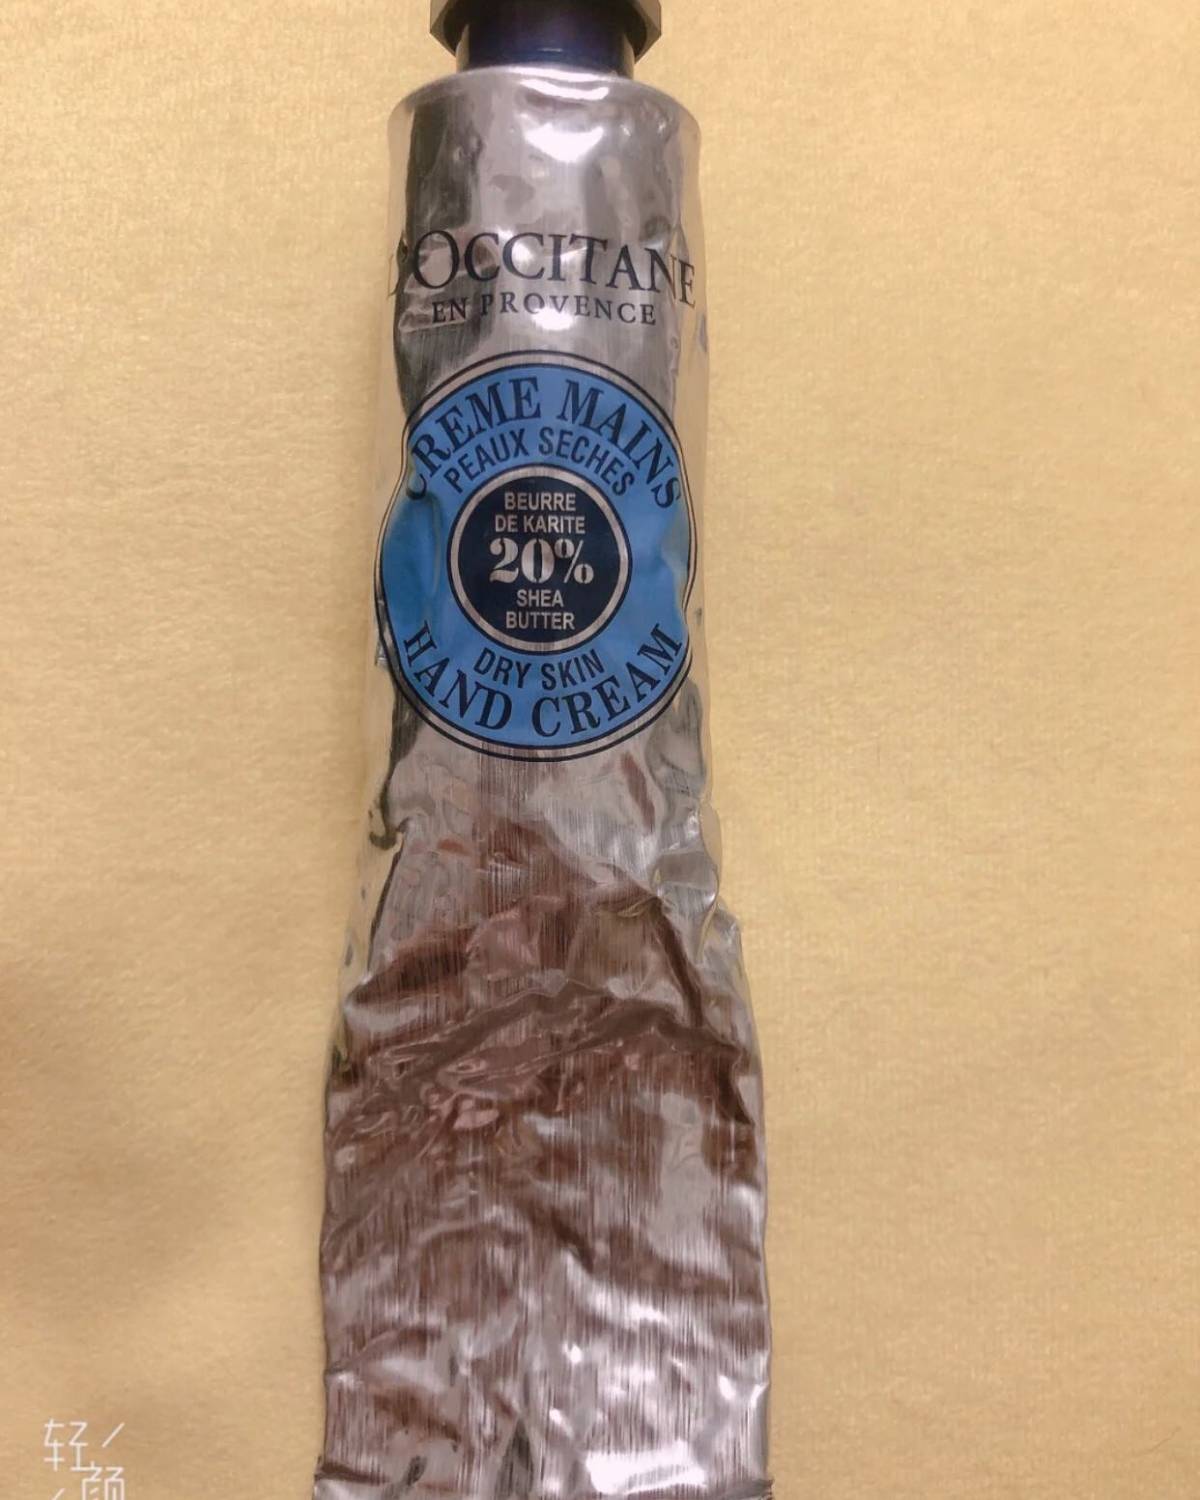 L'OCCITANE
EN PROVENCE
CREME MAINS
PEAUX SECHES
BEURRE
DE KARITE
20%
SHEA
BUTTER
DRY SKIN
HAND CREAM
轻
颜